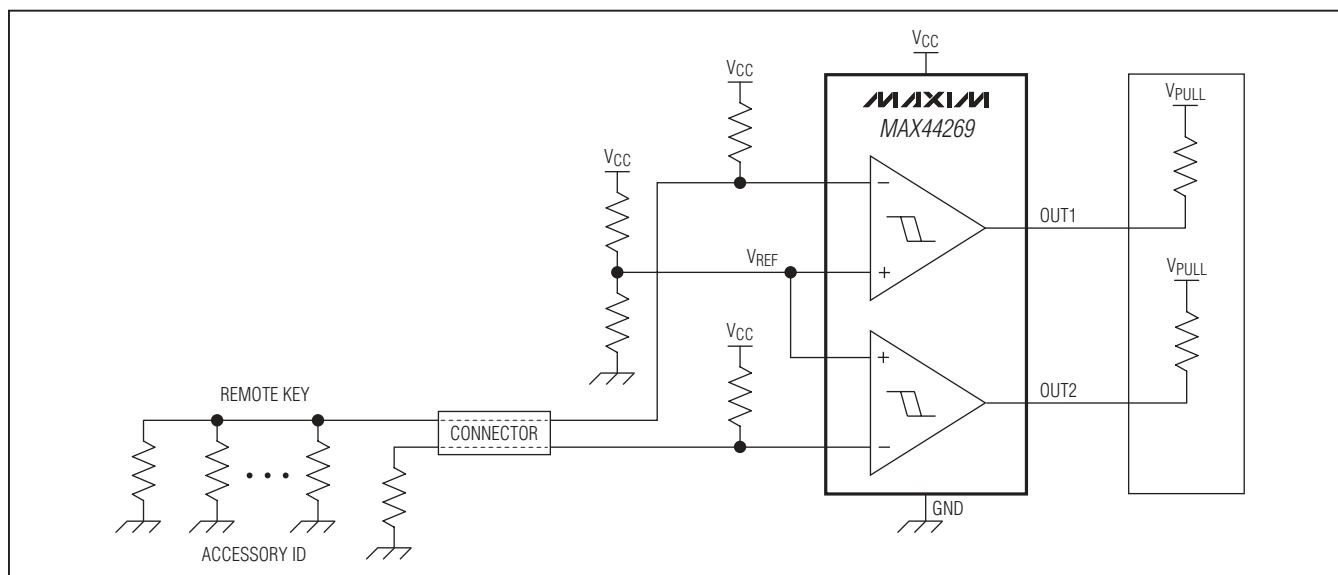 VCC
VCC
MAXIM
MAX44269
VPULL
VCC
−
OUT1
VREF
+
VPULL
VCC
+
REMOTE KEY
OUT2
CONNECTOR
−
GND
ACCESSORY ID